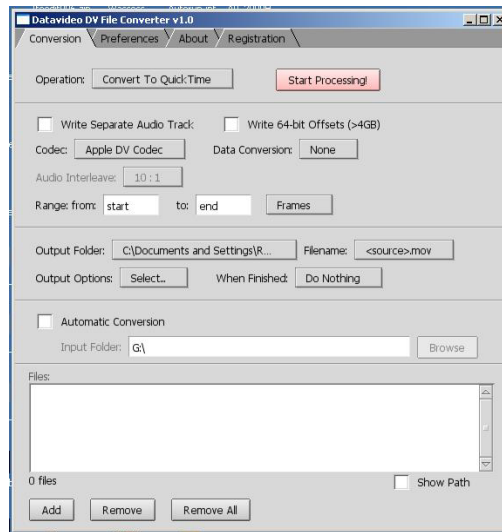 Datavideo DV File Converter v1.0
Conversion Preferences About Registration
Operation: Convert To QuickTime Start Processing!
Write Separate Audio Track Write 64-bit Offsets (>4GB)
Codec: Apple DV Codec Data Conversion: None
Audio Interleave: 10 : 1
Range: from: start to: end Frames
Output Folder: C:\Documents and Settings\R... Filename: <source>.mov
Output Options: Select.. When Finished: Do Nothing
Automatic Conversion
Input Folder: G:\ Browse
Files:
0 files Show Path
Add Remove Remove All